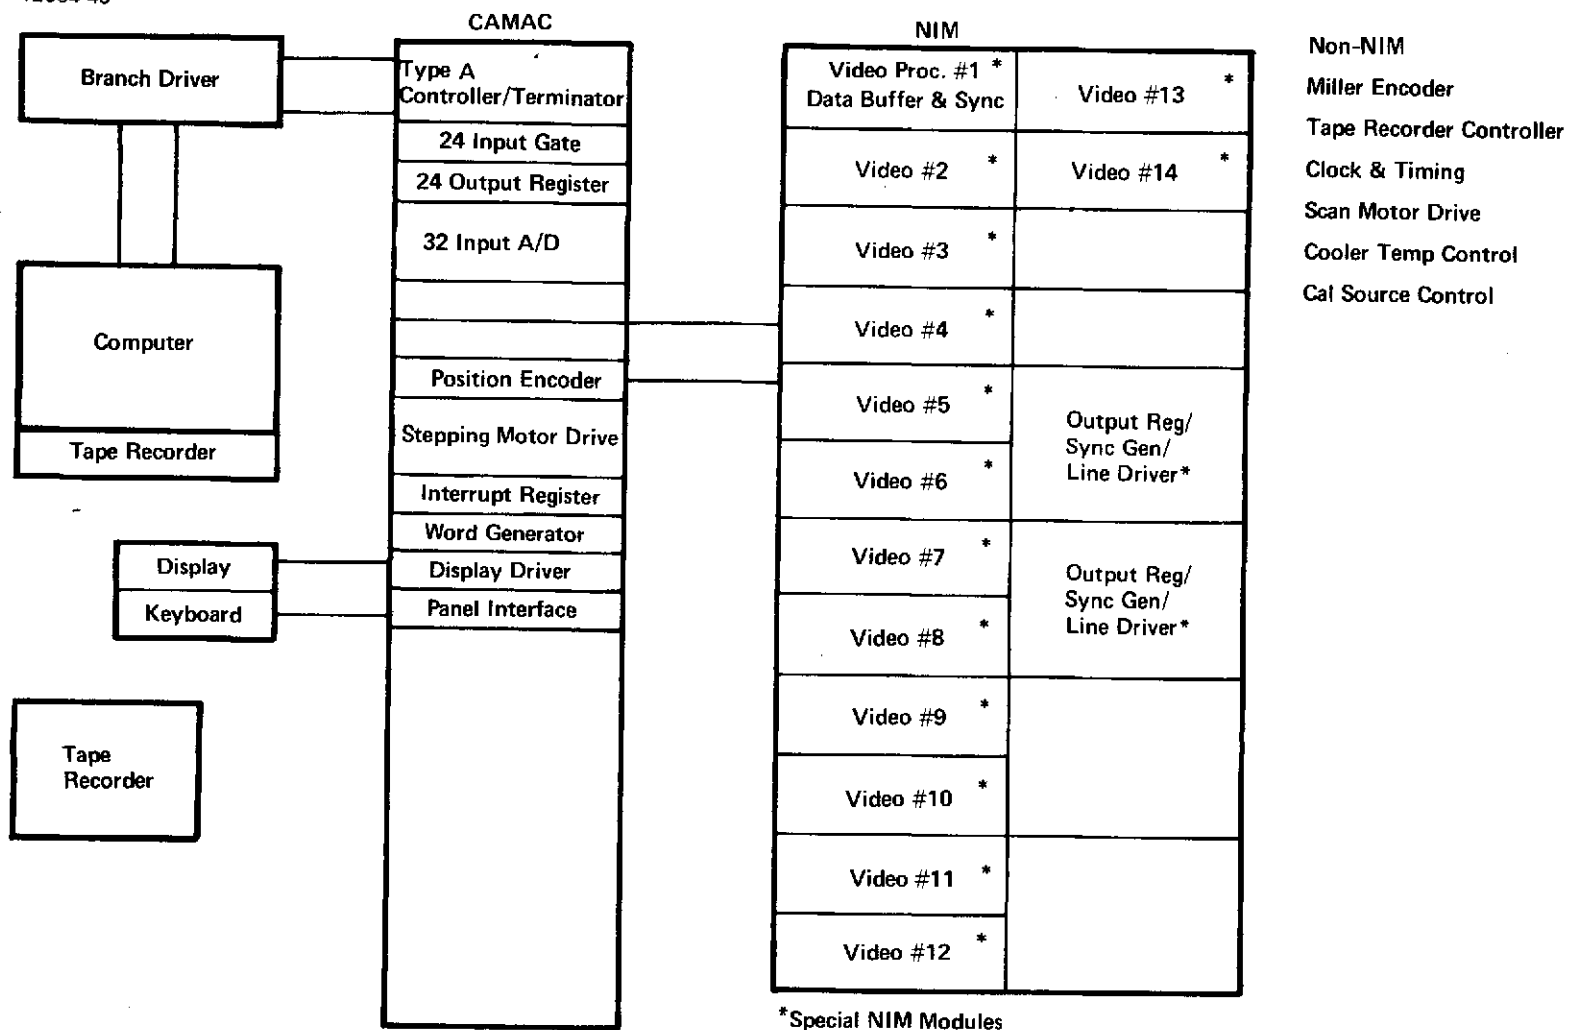 CAMAC
NIM
Branch Driver
Computer
Tape Recorder
Display
Keyboard
Tape
Recorder
Type A
Controller/Terminator
24 Input Gate
24 Output Register
32 Input A/D
Position Encoder
Stepping Motor Drive
Interrupt Register
Word Generator
Display Driver
Panel Interface
Video Proc. #1 *
Data Buffer & Sync
Video #2 *
Video #3 *
Video #4 *
Video #5 *
Video #6 *
Video #7 *
Video #8 *
Video #9 *
Video #10 *
Video #11 *
Video #12 *
Video #13 *
Video #14 *
Output Reg/
Sync Gen/
Line Driver*
Output Reg/
Sync Gen/
Line Driver*
*Special NIM Modules
Non-NIM
Miller Encoder
Tape Recorder Controller
Clock & Timing
Scan Motor Drive
Cooler Temp Control
Cal Source Control